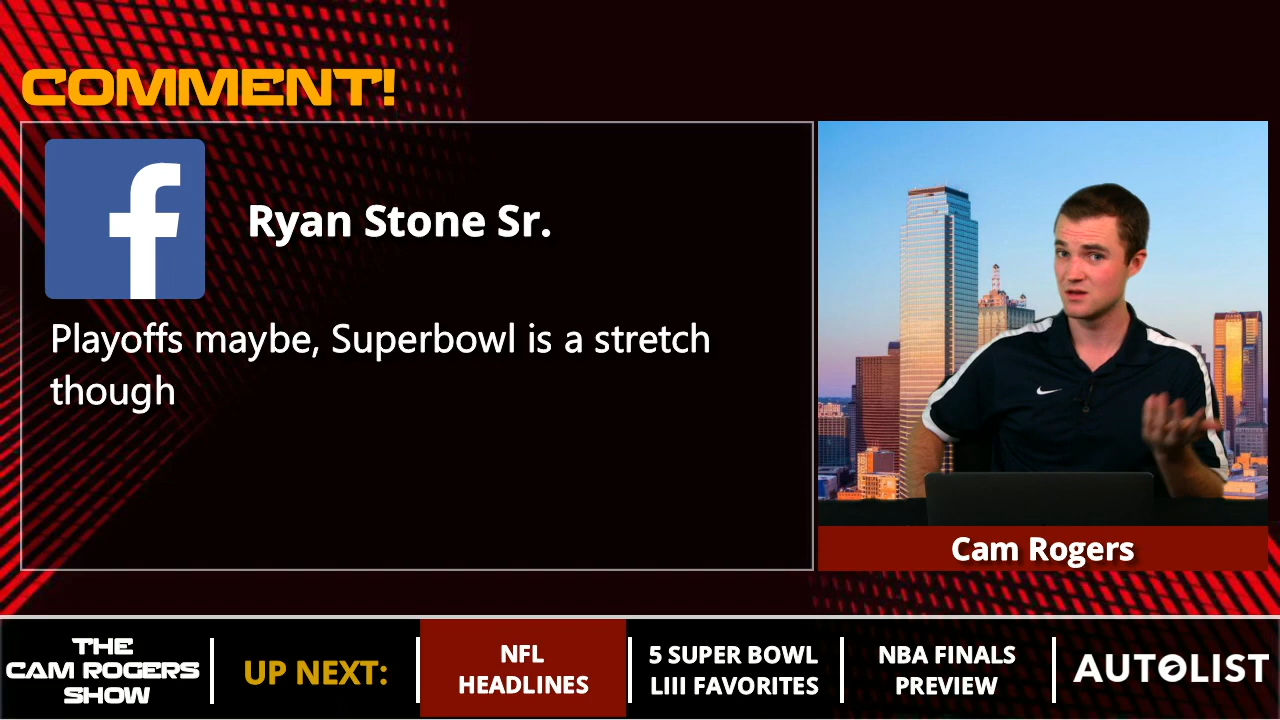 COMMENT!
Ryan Stone Sr.
Playoffs maybe, Superbowl is a stretch
though
Cam Rogers
THE
CAM ROGERS
SHOW
UP NEXT:
NFL
HEADLINES
5 SUPER BOWL
LIII FAVORITES
NBA FINALS
PREVIEW
AUTOLIST